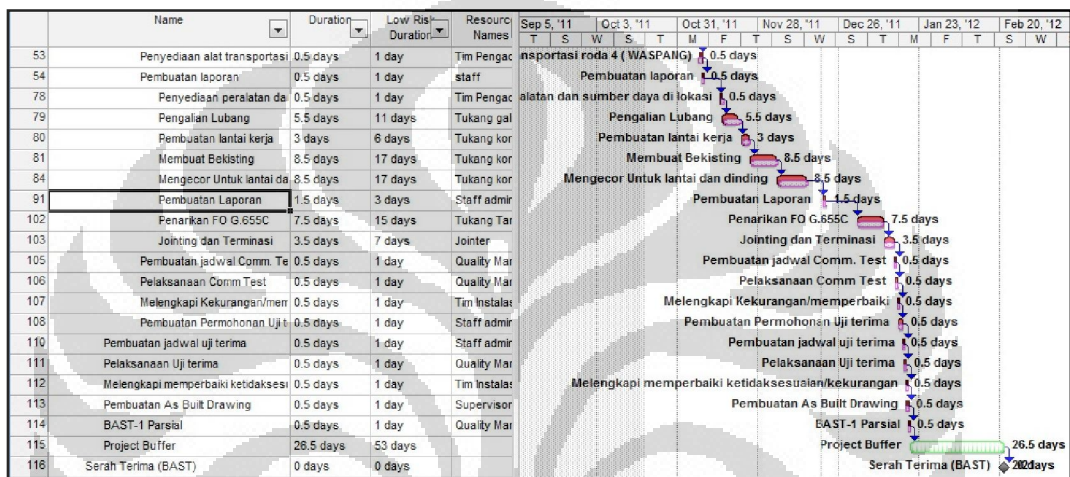 Name Duration Low Risk Duration Resource Names Sep 5, '11 Oct 3, '11 Oct 31, '11 Nov 28, '11 Dec 26, '11 Jan 23, '12 Feb 20, '12
T S W S T M F T S W S T M F T S W
53 Penyediaan alat transportasi 0.5 days 1 day Tim Pengac nsportasi roda 4 ( WASPANG) 0.5 days
54 Pembuatan laporan 0.5 days 1 day staff Pembuatan laporan 0.5 days
78 Penyediaan peralatan da 0.5 days 1 day Tim Pengac alatan dan sumber daya di lokasi 0.5 days
79 Pengalian Lubang 5.5 days 11 days Tukang gal Pengalian Lubang 5.5 days
80 Pembuatan lantai kerja 3 days 6 days Tukang kor Pembuatan lantai kerja 3 days
81 Membuat Bekisting 8.5 days 17 days Tukang kor Membuat Bekisting 8.5 days
84 Mengecor Untuk lantai da 8.5 days 17 days Tukang kor Mengecor Untuk lantai dan dinding 8.5 days
91 Pembuatan Laporan 1.5 days 3 days Staff admir Pembuatan Laporan 1.5 days
102 Penarikan FO G.655C 7.5 days 15 days Tukang Tar Penarikan FO G.655C 7.5 days
103 Jointing dan Terminasi 3.5 days 7 days Jointer Jointing dan Terminasi 3.5 days
105 Pembuatan jadwal Comm. Te 0.5 days 1 day Quality Mar Pembuatan jadwal Comm. Test 0.5 days
106 Pelaksanaan Comm Test 0.5 days 1 day Quality Mar Pelaksanaan Comm Test 0.5 days
107 Melengkapi Kekurangan/mem 0.5 days 1 day Tim Instalas Melengkapi Kekurangan/memperbaiki 0.5 days
108 Pembuatan Permohonan Uji t 0.5 days 1 day Staff admir Pembuatan Permohonan Uji terima 0.5 days
110 Pembuatan jadwal uji terima 0.5 days 1 day Staff admir Pembuatan jadwal uji terima 0.5 days
111 Pelaksanaan Uji terima 0.5 days 1 day Quality Mar Pelaksanaan Uji terima 0.5 days
112 Melengkapi memperbaiki ketidaksesu 0.5 days 1 day Tim Instalas Melengkapi memperbaiki ketidaksesuaian/kekurangan 0.5 days
113 Pembuatan As Built Drawing 0.5 days 1 day Supervisor Pembuatan As Built Drawing 0.5 days
114 BAST-1 Parsial 0.5 days 1 day Quality Mar BAST-1 Parsial 0.5 days
115 Project Buffer 26.5 days 53 days Project Buffer 26.5 days
116 Serah Terima (BAST) 0 days 0 days Serah Terima (BAST) days